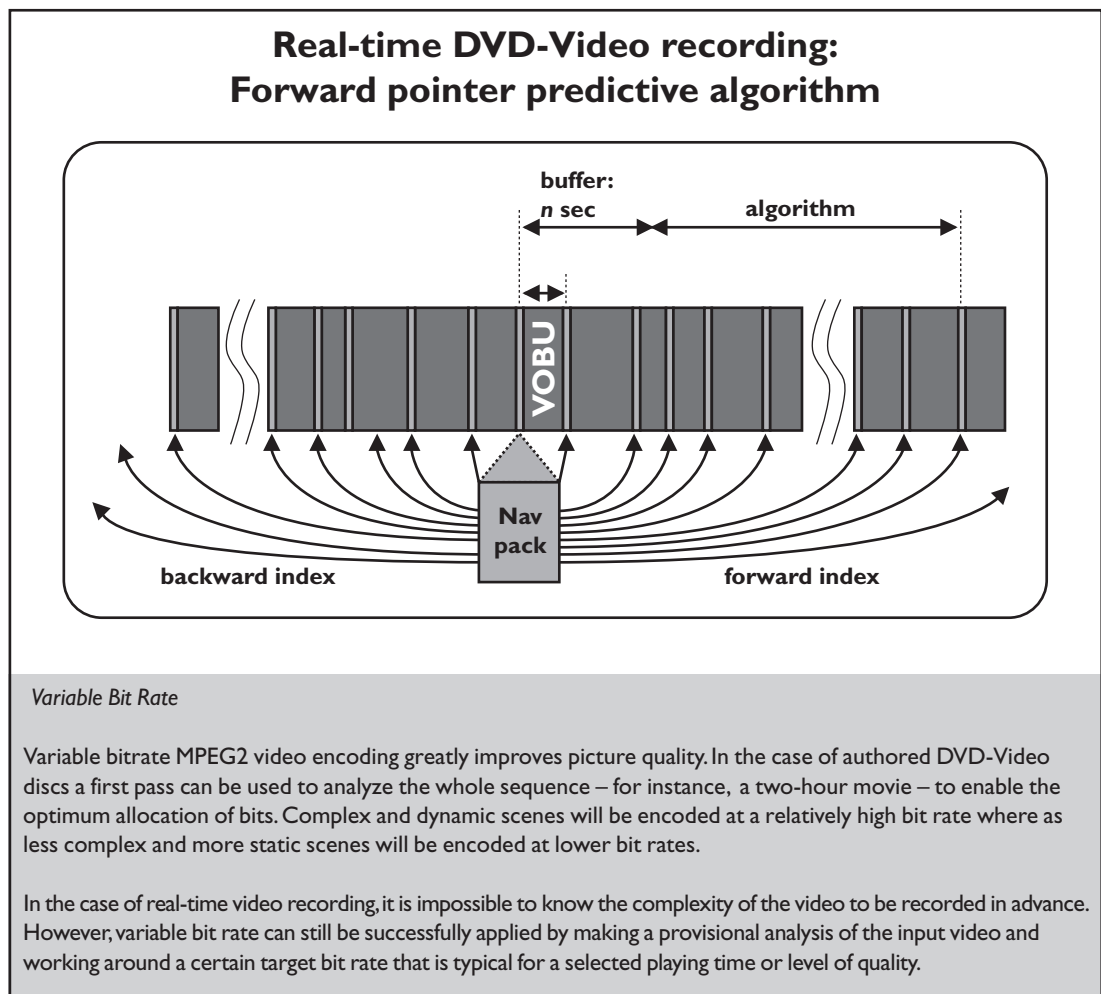 Real-time DVD-Video recording:
Forward pointer predictive algorithm
buffer:
n sec
algorithm
VOBU
Nav
pack
backward index
forward index
Variable Bit Rate
Variable bitrate MPEG2 video encoding greatly improves picture quality. In the case of authored DVD-Video
discs a first pass can be used to analyze the whole sequence – for instance, a two-hour movie – to enable the
optimum allocation of bits. Complex and dynamic scenes will be encoded at a relatively high bit rate where as
less complex and more static scenes will be encoded at lower bit rates.
In the case of real-time video recording, it is impossible to know the complexity of the video to be recorded in advance.
However, variable bit rate can still be successfully applied by making a provisional analysis of the input video and
working around a certain target bit rate that is typical for a selected playing time or level of quality.